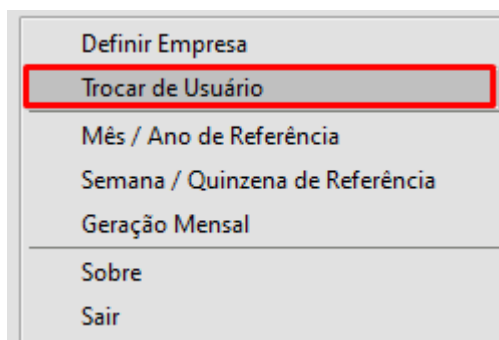 Definir Empresa
Trocar de Usuário
Mês / Ano de Referência
Semana / Quinzena de Referência
Geração Mensal
Sobre
Sair